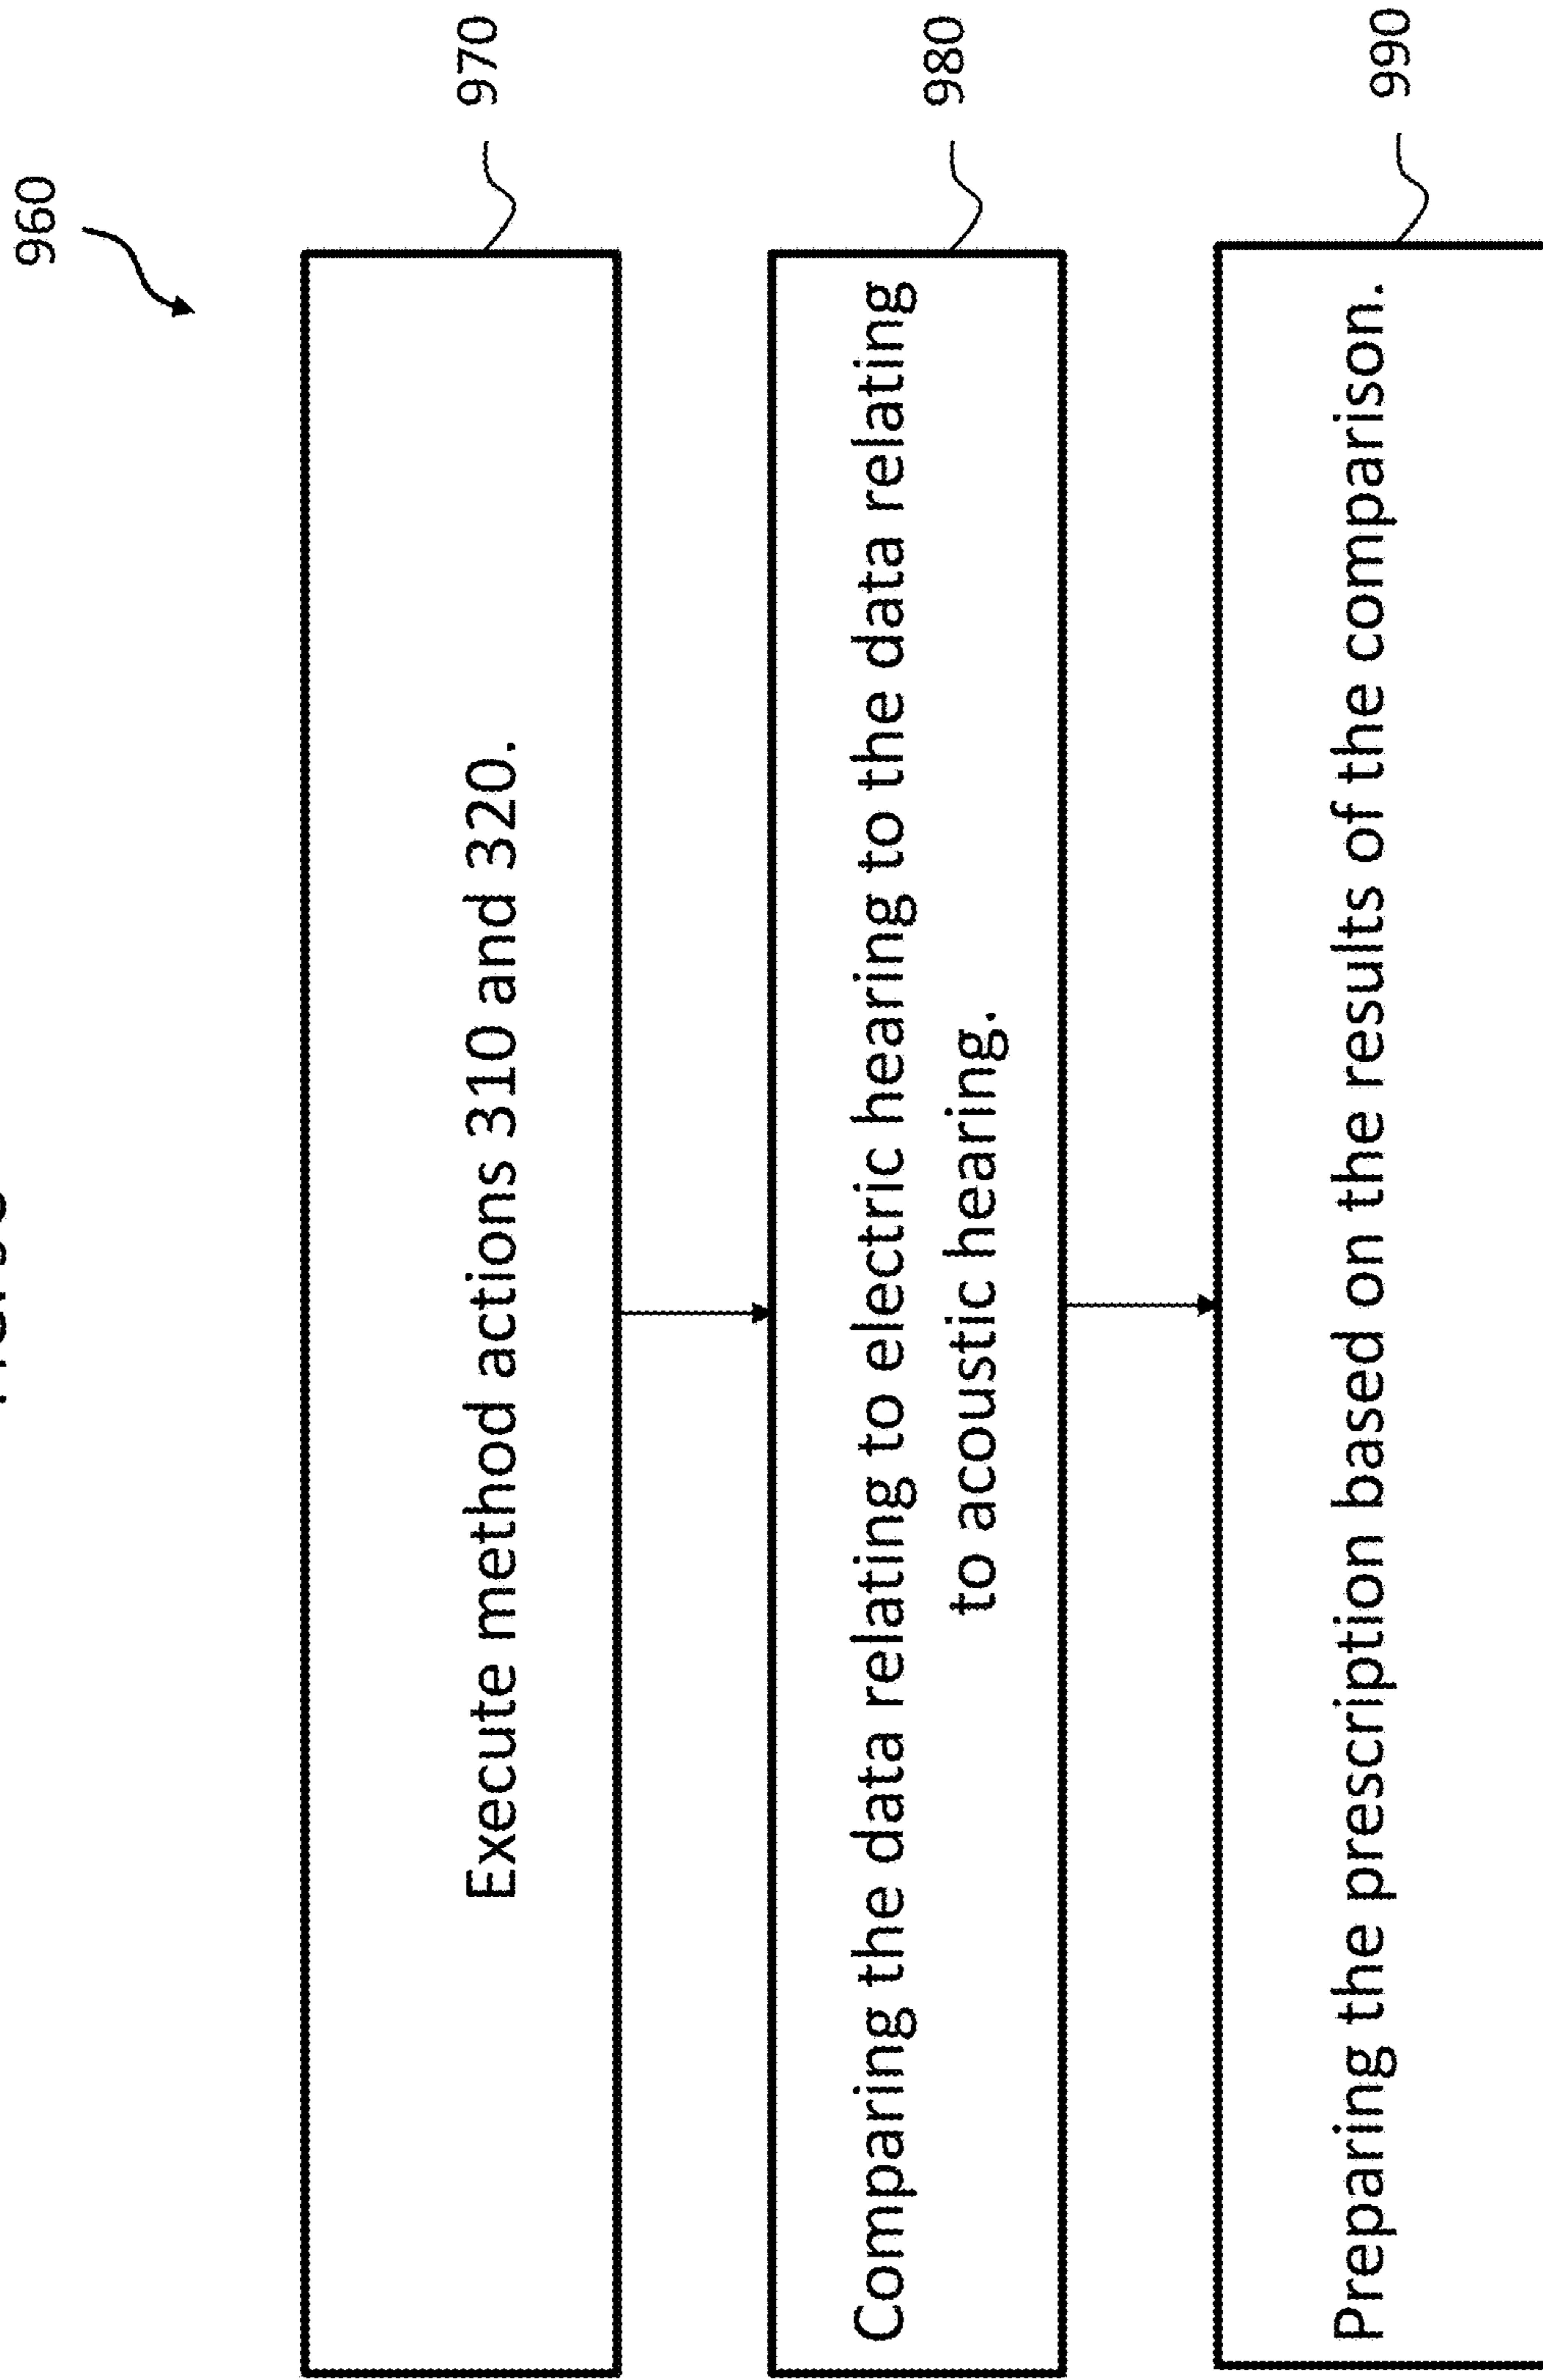 960
970
Execute method actions 310 and 320.
980
Comparing the data relating to electric hearing to the data relating
to acoustic hearing.
990
Preparing the prescription based on the results of the comparison.